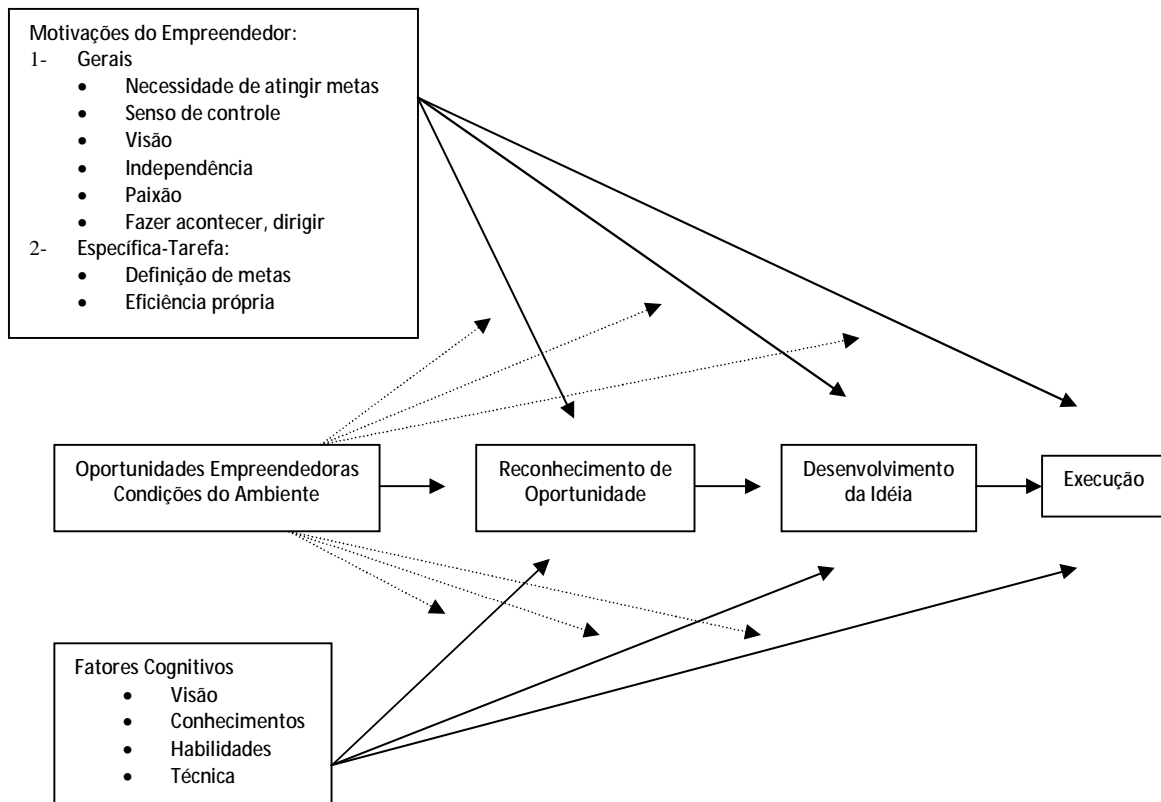 Motivações do Empreendedor:
1- Gerais
• Necessidade de atingir metas
• Senso de controle
• Visão
• Independência
• Paixão
• Fazer acontecer, dirigir
2- Específica-Tarefa:
• Definição de metas
• Eficiência própria
Oportunidades Empreendedoras
Condições do Ambiente
Reconhecimento de
Oportunidade
Desenvolvimento
da Idéia
Execução
Fatores Cognitivos
• Visão
• Conhecimentos
• Habilidades
• Técnica